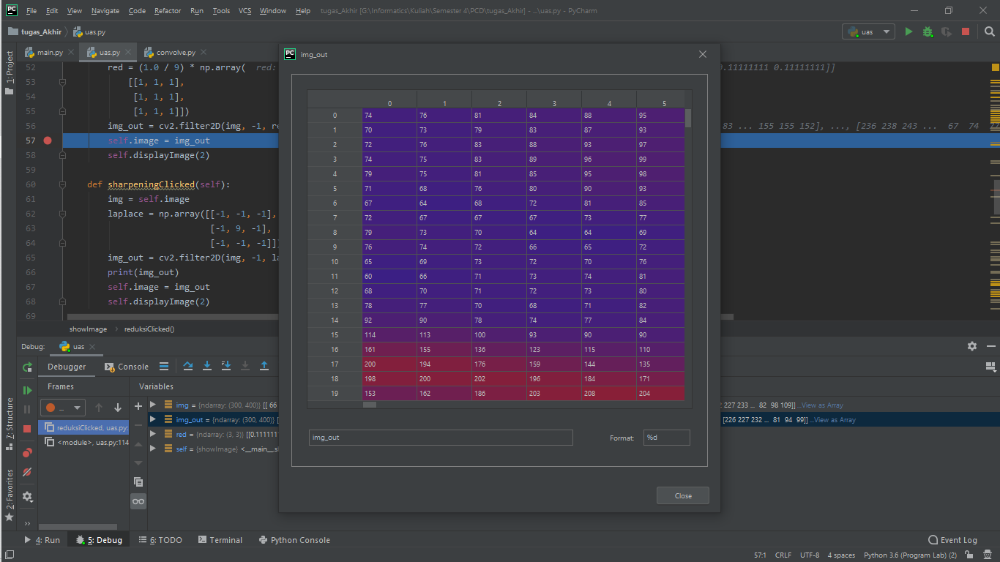 File Edit View Navigate Code Refactor Run Tools VCS Window Help tugas_Akhir [G:\Informatics\Kuliah\Semester 4\PCD\tugas_Akhir] - ...\uas.py - PyCharm
tugas_Akhir uas.py uas
main.py uas.py convolve.py
1: Project
7: Structure
2: Favorites
52 red = (1.0 / 9) * np.array( red: 0.11111111 0.11111111]]
53 [[1, 1, 1],
54 [1, 1, 1],
55 [1, 1, 1]])
56 img_out = cv2.filter2D(img, -1, re 83 ... 155 155 152], ..., [236 238 243 ... 67 74 77
57 self.image = img_out
58 self.displayImage(2)
59
60 def sharpeningClicked(self):
61 img = self.image
62 laplace = np.array([[-1, -1, -1],
63 [-1, 9, -1],
64 [-1, -1, -1]]
65 img_out = cv2.filter2D(img, -1, la
66 print(img_out)
67 self.image = img_out
68 self.displayImage(2)
69
showImage reduksiClicked()
Debug: uas
Debugger Console
Frames Variables
reduksiClicked, uas.py:
<module>, uas.py:114
img = {ndarray: (300, 400)} [[ 66 227 233 ... 82 98 109]] ...View as Array
img_out = {ndarray: (300, 400)} [ [226 227 232 ... 81 94 99]] ...View as Array
red = {ndarray: (3, 3)} [[0.1111111
self = {showImage} <__main__.s
img_out
0 1 2 3 4 5
0 74 76 81 84 88 95
1 70 73 79 83 87 93
2 72 76 83 88 93 97
3 74 75 83 89 96 99
4 79 75 81 85 95 98
5 71 68 76 80 90 93
6 67 64 68 72 81 85
7 72 67 67 67 73 77
8 79 73 70 64 64 69
9 76 74 72 66 65 72
10 65 69 73 72 70 76
11 60 66 71 73 74 81
12 68 70 71 72 73 80
13 78 77 70 68 71 82
14 92 90 78 74 77 84
15 114 113 100 93 90 90
16 161 155 136 123 115 110
17 200 194 176 159 144 135
18 198 200 202 196 184 171
19 153 162 186 203 208 204
img_out Format: %d
Close
4: Run 5: Debug 6: TODO Terminal Python Console Event Log
57:1 CRLF UTF-8 4 spaces Python 3.6 (Program Lab) (2)